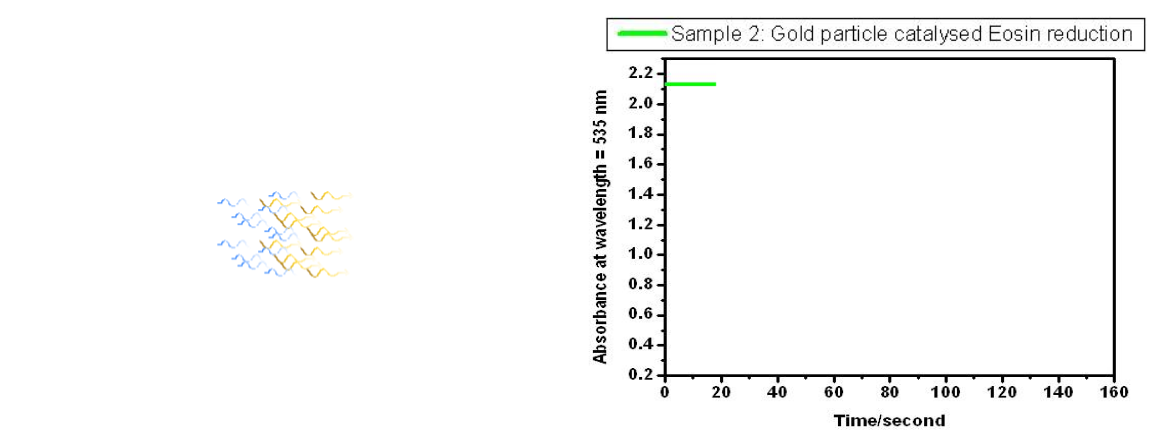 Sample 2: Gold particle catalysed Eosin reduction
2.2
2.0
1.8
1.6
1.4
1.2
1.0
0.8
0.6
0.4
0.2
Absorbance at wavelength = 535 nm
0 20 40 60 80 100 120 140 160
Time/second